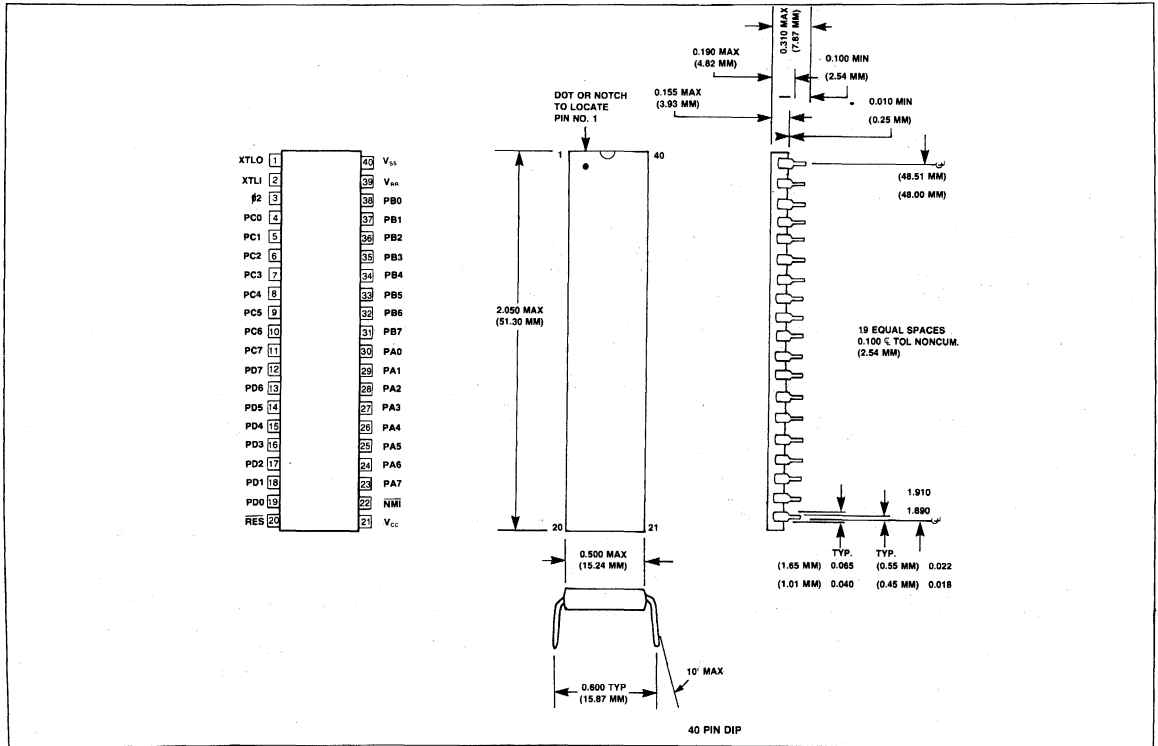 0.310 MAX
(7.87 MM)
0.190 MAX
(4.82 MM)
0.100 MIN
(2.54 MM)
0.155 MAX
(3.93 MM)
0.010 MIN
(0.25 MM)
DOT OR NOTCH
TO LOCATE
PIN NO. 1
XTLO 1
XTLI 2
ϕ2 3
PC0 4
PC1 5
PC2 6
PC3 7
PC4 8
PC5 9
PC6 10
PC7 11
PD7 12
PD6 13
PD5 14
PD4 15
PD3 16
PD2 17
PD1 18
PD0 19
R̅E̅S̅ 20
40 VSS
39 VRR
38 PB0
37 PB1
36 PB2
35 PB3
34 PB4
33 PB5
32 PB6
31 PB7
30 PA0
29 PA1
28 PA2
27 PA3
26 PA4
25 PA5
24 PA6
23 PA7
22 N̅M̅I̅
21 VCC
1
40
2.050 MAX
(51.30 MM)
20
21
0.500 MAX
(15.24 MM)
0.600 TYP
(15.87 MM)
10° MAX
(48.51 MM)
(48.00 MM)
19 EQUAL SPACES
0.100 ℄ TOL NONCUM.
(2.54 MM)
1.910
1.890
TYP. TYP.
(1.65 MM) 0.065 (0.55 MM) 0.022
(1.01 MM) 0.040 (0.45 MM) 0.018
40 PIN DIP